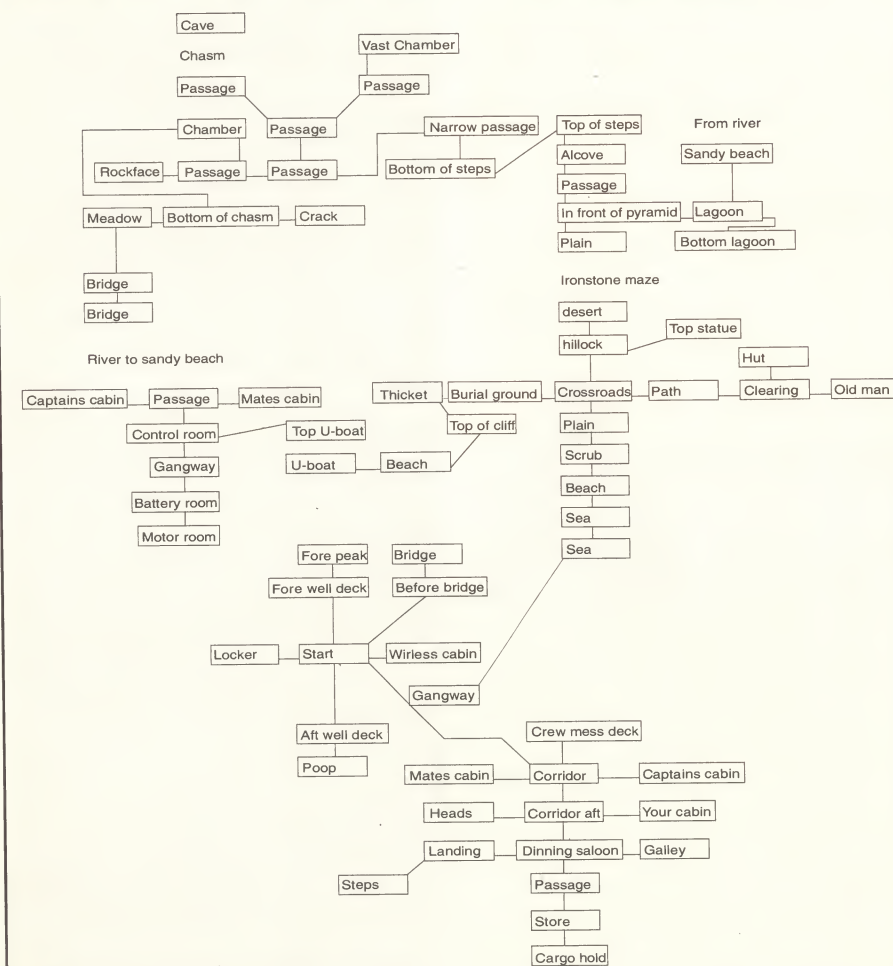 Cave
Vast Chamber
Chasm
Passage
Passage
Chamber
Passage
Narrow passage
Top of steps
From river
Rockface
Passage
Passage
Bottom of steps
Alcove
Sandy beach
Passage
Meadow
Bottom of chasm
Crack
In front of pyramid
Lagoon
Plain
Bottom lagoon
Bridge
Bridge
Ironstone maze
desert
Top statue
hillock
River to sandy beach
Hut
Captains cabin
Passage
Mates cabin
Thicket
Burial ground
Crossroads
Path
Clearing
Old man
Control room
Top U-boat
Top of cliff
Plain
Gangway
U-boat
Beach
Scrub
Battery room
Beach
Motor room
Sea
Sea
Fore peak
Bridge
Fore well deck
Before bridge
Locker
Start
Wirless cabin
Gangway
Aft well deck
Crew mess deck
Poop
Mates cabin
Corridor
Captains cabin
Heads
Corridor aft
Your cabin
Landing
Dinning saloon
Galley
Steps
Passage
Store
Cargo hold